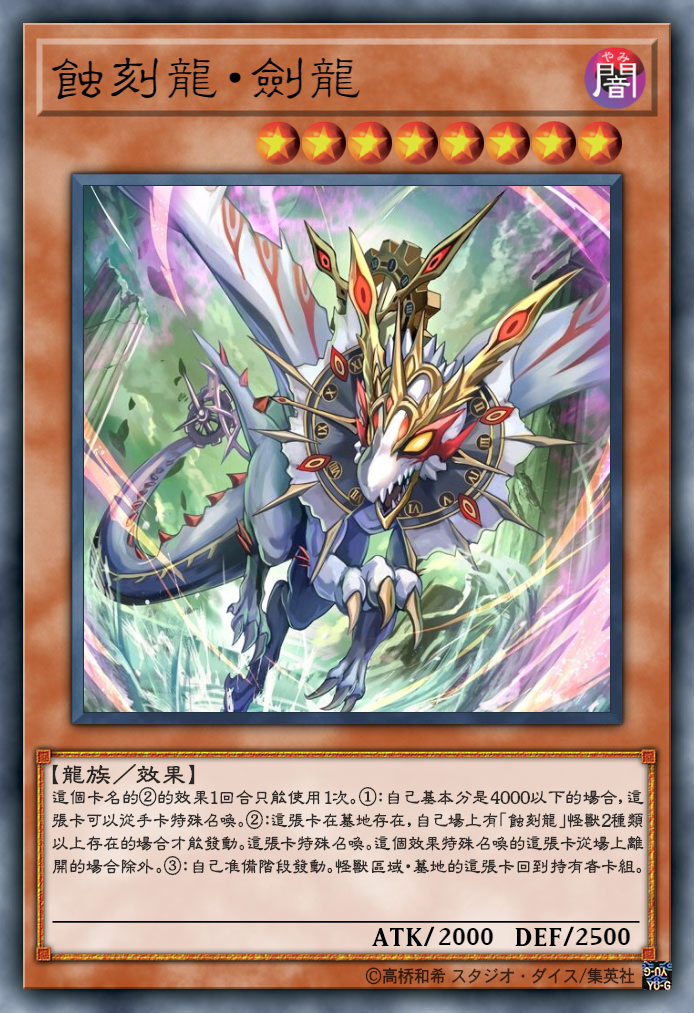 蝕刻龍・劍龍
やみ
闇
【龍族／效果】
這個卡名的②的效果1回合只能使用1次。①：自己基本分是4000以下的場合，這
張卡可以從手卡特殊召喚。②：這張卡在墓地存在，自己場上有「蝕刻龍」怪獸2種類
以上存在的場合才能發動。這張卡特殊召喚。這個效果特殊召喚的這張卡從場上離
開的場合除外。③：自己准備階段發動。怪獸區域・墓地的這張卡回到持有者卡組。
ATK/2000 DEF/2500
©高桥和希 スタジオ・ダイス/集英社
YU-G